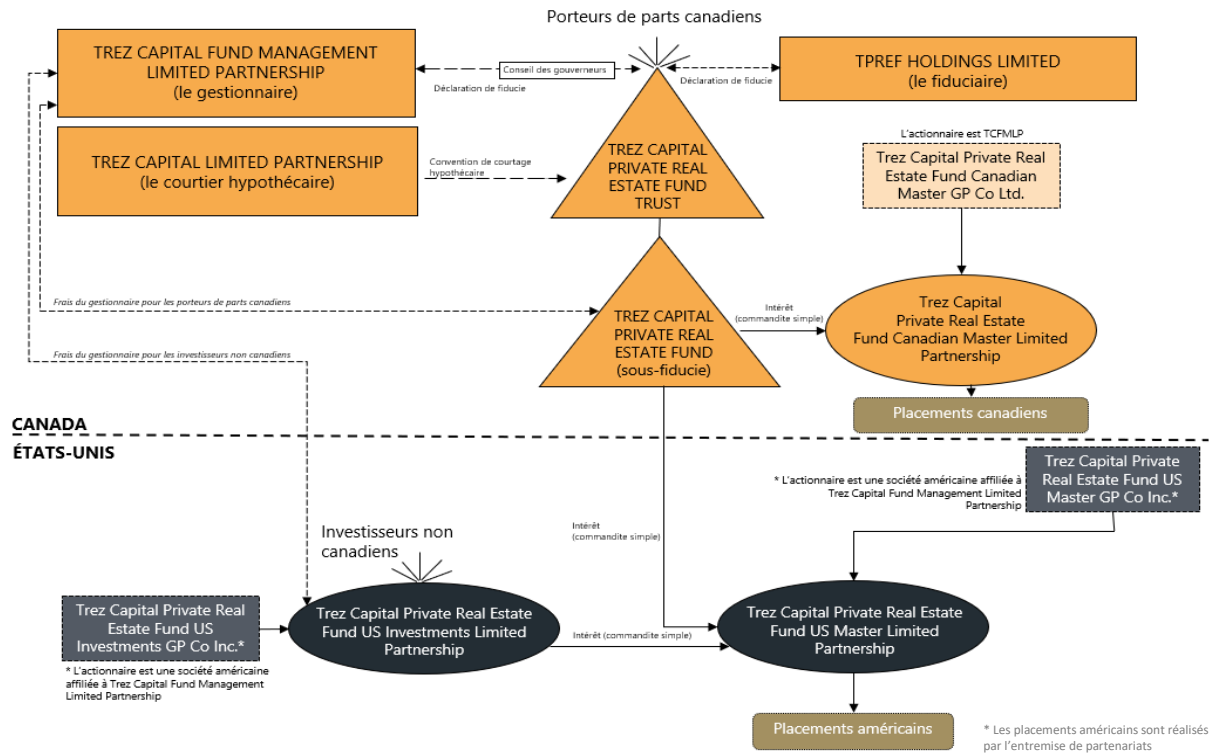 Porteurs de parts canadiens
TREZ CAPITAL FUND MANAGEMENT
LIMITED PARTNERSHIP
(le gestionnaire)
Conseil des gouverneurs
Déclaration de fiducie
Déclaration de fiducie
TPREF HOLDINGS LIMITED
(le fiduciaire)
TREZ CAPITAL LIMITED PARTNERSHIP
(le courtier hypothécaire)
Convention de courtage
hypothécaire
TREZ CAPITAL
PRIVATE REAL
ESTATE FUND
TRUST
L'actionnaire est TCFMLP
Trez Capital Private Real
Estate Fund Canadian
Master GP Co Ltd.
Frais du gestionnaire pour les porteurs de parts canadiens
TREZ CAPITAL
PRIVATE REAL
ESTATE FUND
(sous-fiducie)
Intérêt
(commandite simple)
Trez Capital
Private Real Estate
Fund Canadian Master Limited
Partnership
Frais du gestionnaire pour les investisseurs non canadiens
Placements canadiens
CANADA
ÉTATS-UNIS
* L'actionnaire est une société américaine affiliée à
Trez Capital Fund Management Limited
Partnership
Trez Capital Private
Real Estate Fund US
Master GP Co Inc.*
Intérêt
(commandite simple)
Investisseurs non
canadiens
Trez Capital Private Real
Estate Fund US
Investments GP Co Inc.*
* L'actionnaire est une société américaine
affiliée à Trez Capital Fund Management
Limited Partnership
Trez Capital Private Real Estate
Fund US Investments Limited
Partnership
Intérêt (commandite simple)
Trez Capital Private Real Estate
Fund US Master Limited
Partnership
Placements américains
* Les placements américains sont réalisés
par l'entremise de partenariats